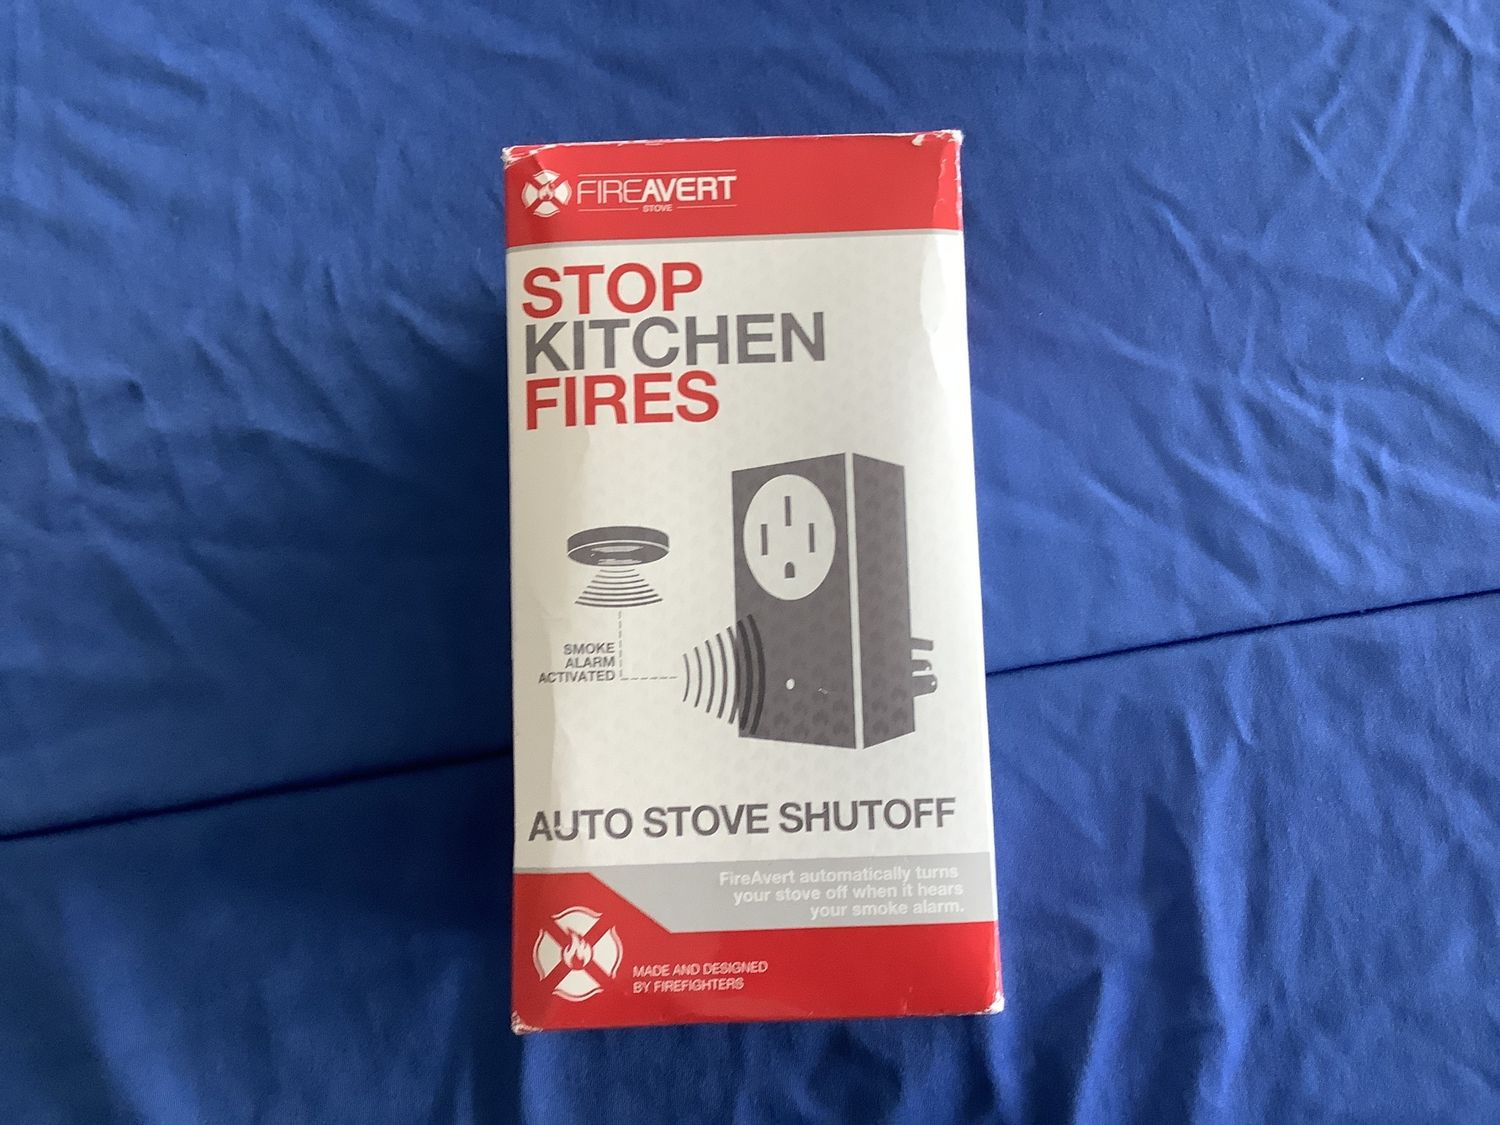 FIREAVERT
STOVE
STOP
KITCHEN
FIRES
SMOKE
ALARM
ACTIVATED
AUTO STOVE SHUTOFF
FireAvert automatically turns
your stove off when it hears
your smoke alarm.
MADE AND DESIGNED
BY FIREFIGHTERS